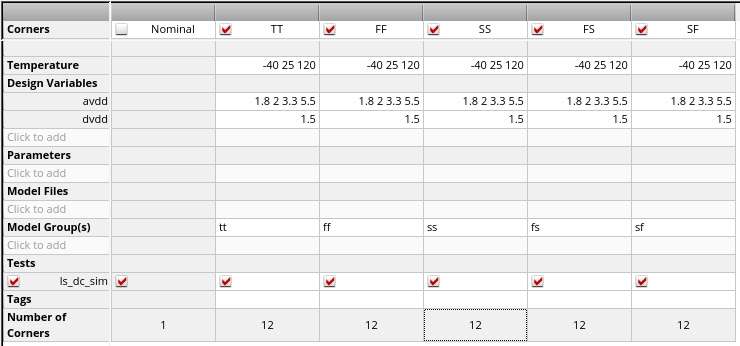 Corners Nominal TT FF SS FS SF
Temperature -40 25 120 -40 25 120 -40 25 120 -40 25 120 -40 25 120
Design Variables
avdd 1.8 2 3.3 5.5 1.8 2 3.3 5.5 1.8 2 3.3 5.5 1.8 2 3.3 5.5 1.8 2 3.3 5.5
dvdd 1.5 1.5 1.5 1.5 1.5
Click to add
Parameters
Click to add
Model Files
Click to add
Model Group(s) tt ff ss fs sf
Click to add
Tests
ls_dc_sim
Tags
Number of
Corners 1 12 12 12 12 12